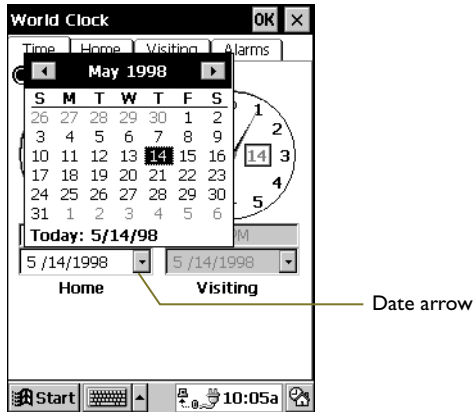 World Clock OK ×
Time Home Visiting Alarms
May 1998
S M T W T F S
26 27 28 29 30 1 2
3 4 5 6 7 8 9
10 11 12 13 14 15 16
17 18 19 20 21 22 23
24 25 26 27 28 29 30
31 1 2 3 4 5 6
Today: 5/14/98
1
2
14 3
4
5
5 /14/1998 5 /14/1998
Home Visiting
Date arrow
Start 10:05a